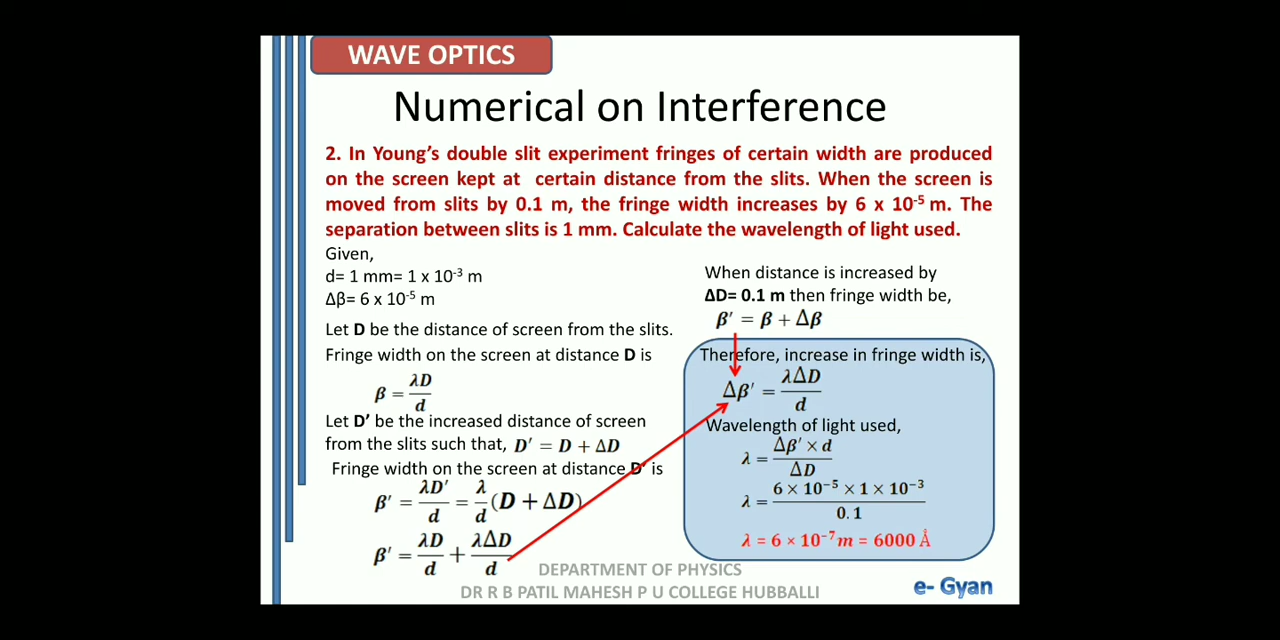 WAVE OPTICS
Numerical on Interference
2. In Young's double slit experiment fringes of certain width are produced
on the screen kept at certain distance from the slits. When the screen is
moved from slits by 0.1 m, the fringe width increases by 6 x 10⁻⁵ m. The
separation between slits is 1 mm. Calculate the wavelength of light used.
Given,
d= 1 mm= 1 x 10⁻³ m
Δβ= 6 x 10⁻⁵ m
Let D be the distance of screen from the slits.
Fringe width on the screen at distance D is
β = λD/d
Let D' be the increased distance of screen
from the slits such that, D' = D + ΔD
Fringe width on the screen at distance D' is
β' = λD'/d = λ/d (D + ΔD)
β' = λD/d + λΔD/d
When distance is increased by
ΔD= 0.1 m then fringe width be,
β' = β + Δβ
Therefore, increase in fringe width is,
Δβ' = λΔD/d
Wavelength of light used,
λ = Δβ' × d/ΔD
λ = 6 × 10⁻⁵ × 1 × 10⁻³/0.1
λ = 6 × 10⁻⁷ m = 6000 Å
DEPARTMENT OF PHYSICS
DR R B PATIL MAHESH P U COLLEGE HUBBALLI
e- Gyan